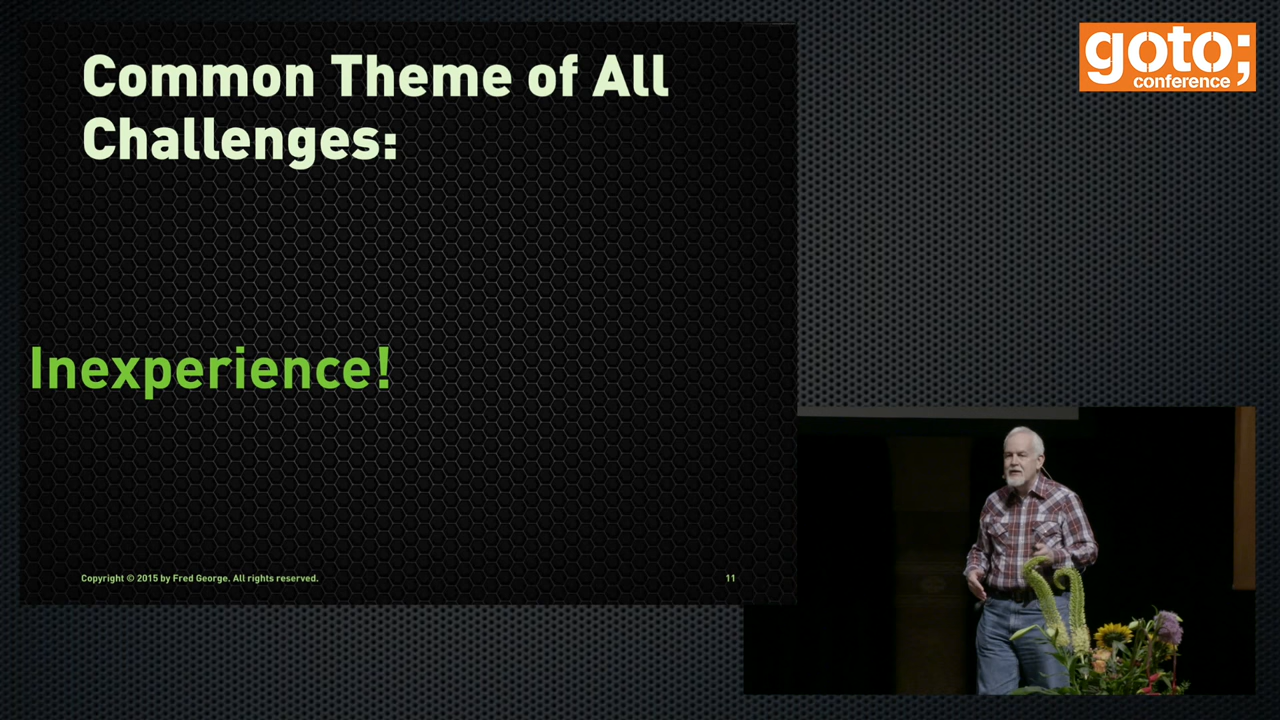 Common Theme of All
Challenges:
Inexperience!
Copyright © 2015 by Fred George. All rights reserved.
11
goto;
conference